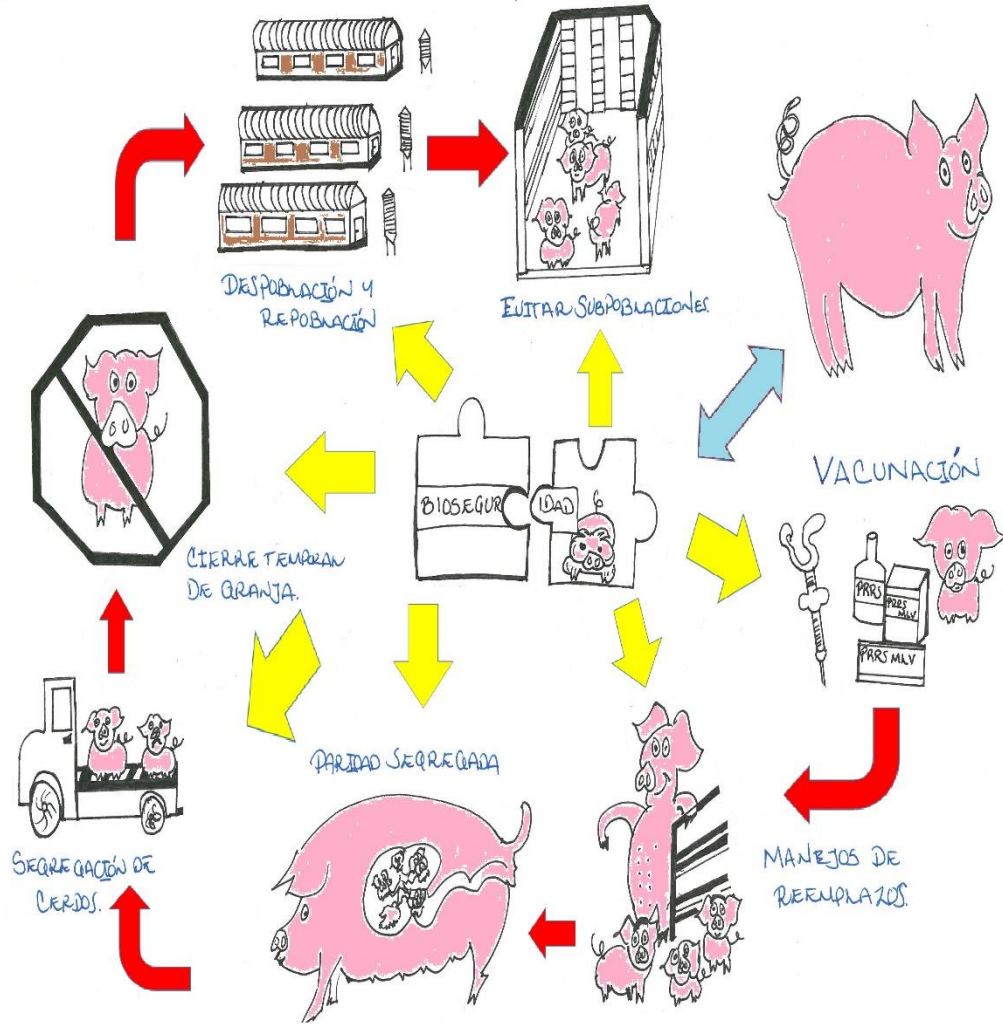 DESPOBLACIÓN Y
REPOBLACIÓN
EVITAR SUBPOBLACIONES.
BIOSEGUR IDAD
VACUNACIÓN
CIERRE TEMPORAN
DE GRANJA.
PRRS
PRRS
MLV
PRRS MLV
PARIDAD SEGREGADA
SEGREGACIÓN DE
CERDOS.
MANEJOS DE
REEMPLAZOS.